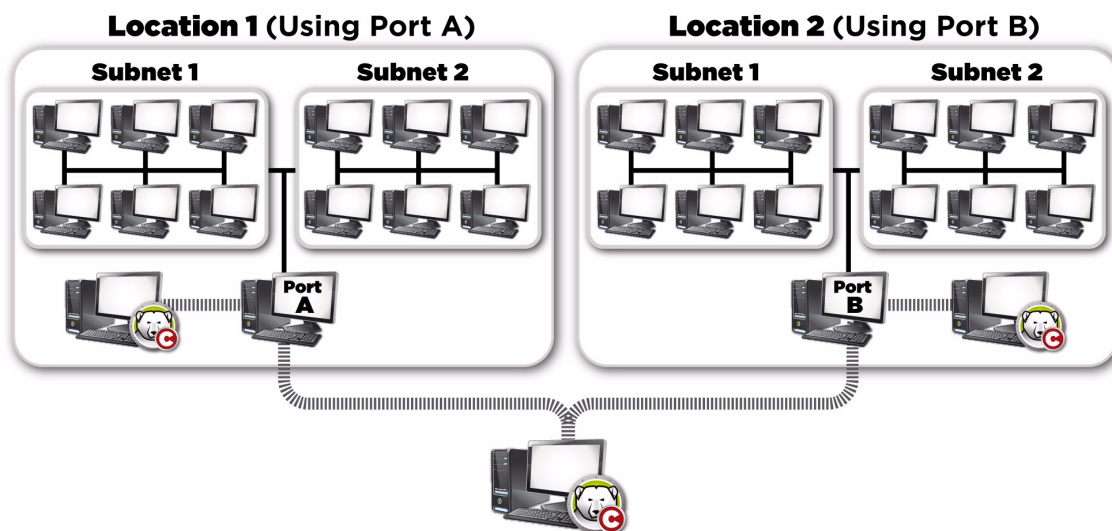 Location 1 (Using Port A)
Subnet 1
Subnet 2
Port
A
C
Location 2 (Using Port B)
Subnet 1
Subnet 2
Port
B
C
C